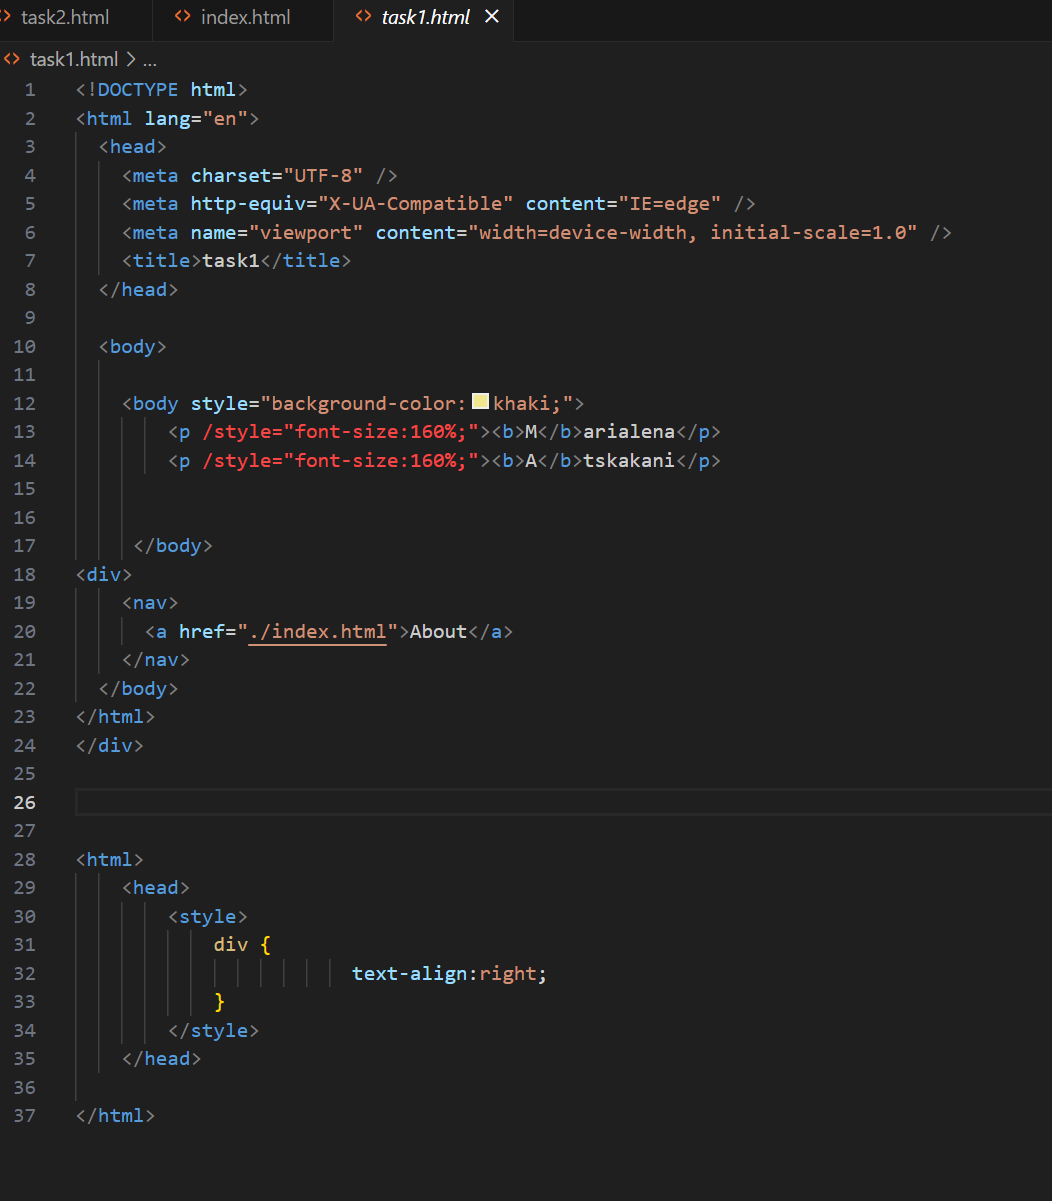 task2.html index.html task1.html
task1.html > ...
1 <!DOCTYPE html>
2 <html lang="en">
3 <head>
4 <meta charset="UTF-8" />
5 <meta http-equiv="X-UA-Compatible" content="IE=edge" />
6 <meta name="viewport" content="width=device-width, initial-scale=1.0" />
7 <title>task1</title>
8 </head>
9
10 <body>
11
12 <body style="background-color: khaki;">
13 <p /style="font-size:160%;"><b>M</b>arialena</p>
14 <p /style="font-size:160%;"><b>A</b>tskakani</p>
15
16
17 </body>
18 <div>
19 <nav>
20 <a href="./index.html">About</a>
21 </nav>
22 </body>
23 </html>
24 </div>
25
26
27
28 <html>
29 <head>
30 <style>
31 div {
32 text-align:right;
33 }
34 </style>
35 </head>
36
37 </html>